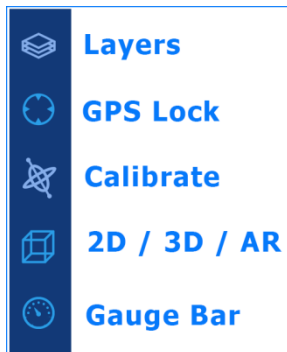 Layers
GPS Lock
Calibrate
2D / 3D / AR
Gauge Bar